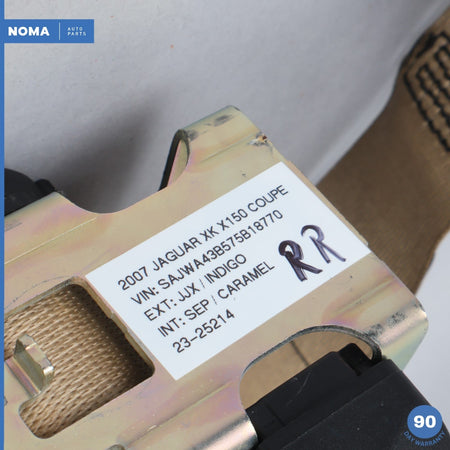 NOMA
AUTO
PARTS
2007 JAGUAR XK X150 COUPE
VIN: SAJWA43B575B18770
EXT: JJX / INDIGO
INT: SEP / CARAMEL
23-25214
RR
90
DAY WARRANTY